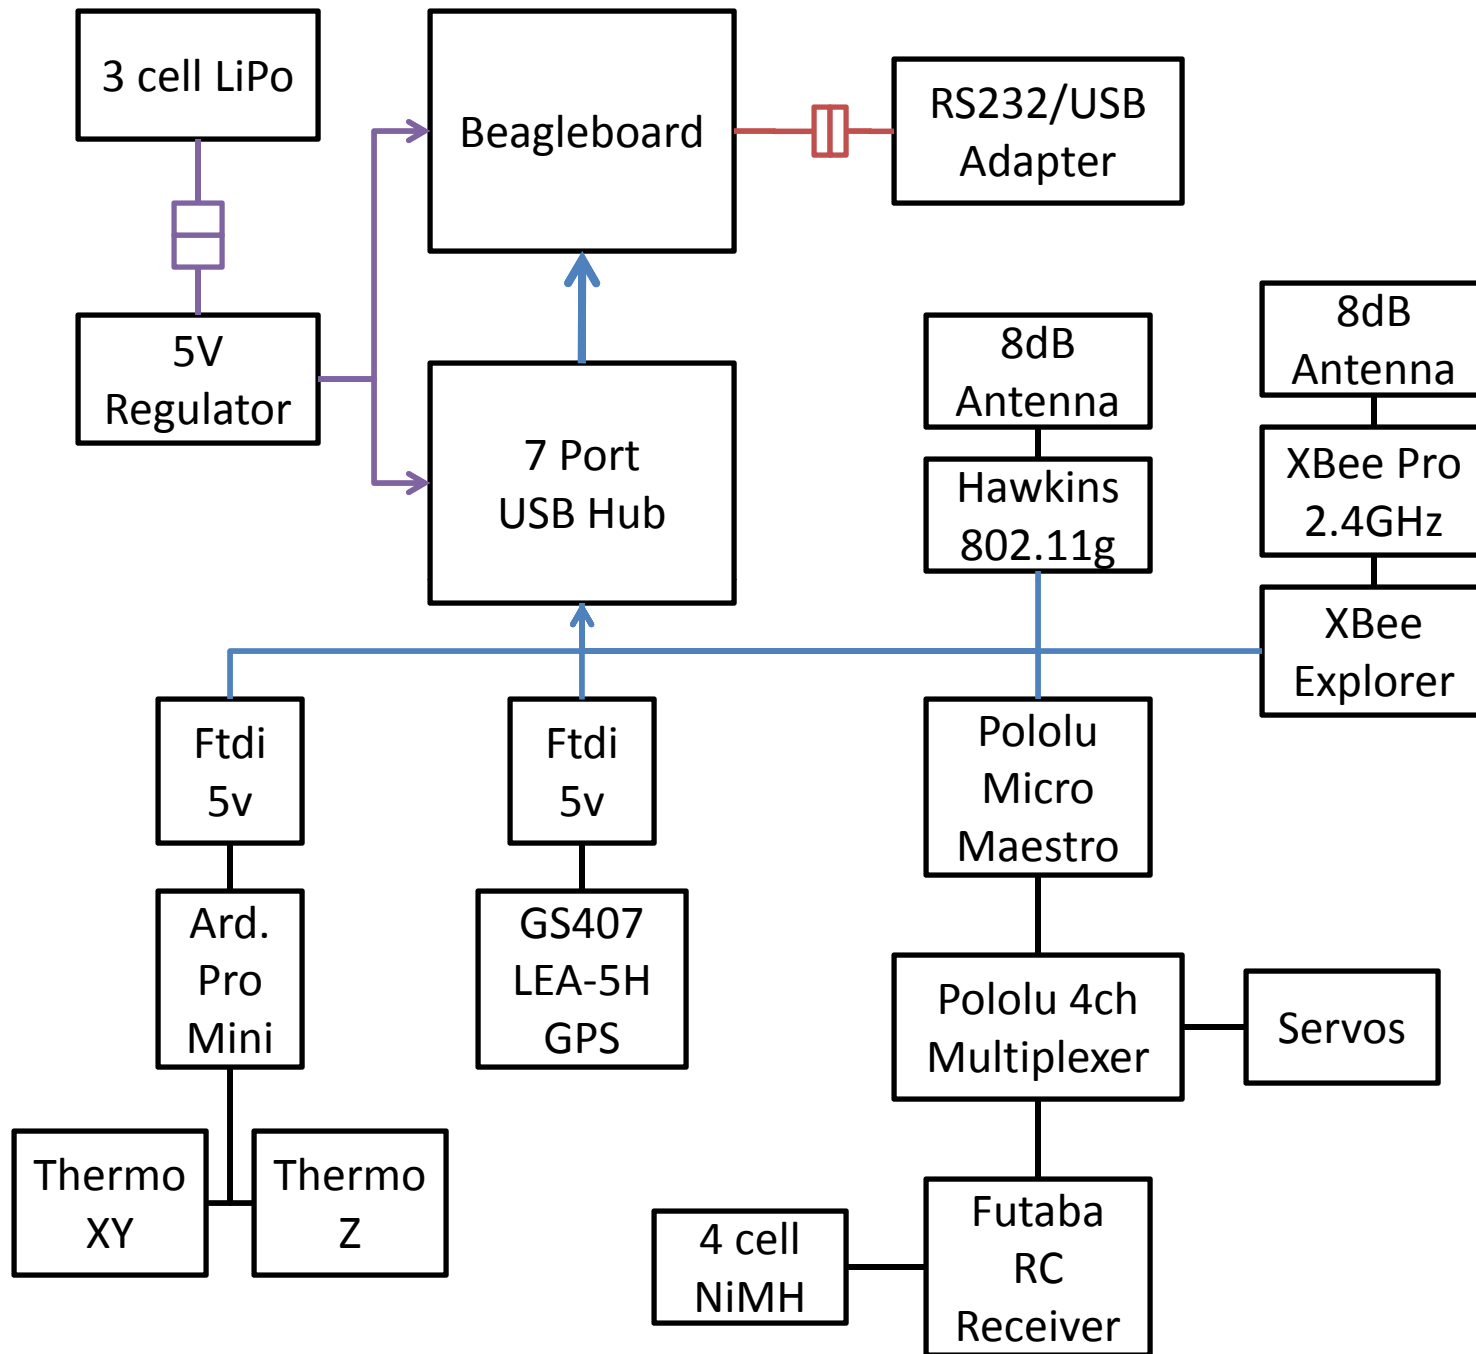 3 cell LiPo
Beagleboard
RS232/USB
Adapter
5V
Regulator
7 Port
USB Hub
8dB
Antenna
8dB
Antenna
Hawkins
802.11g
XBee Pro
2.4GHz
XBee
Explorer
Ftdi
5v
Ftdi
5v
Pololu
Micro
Maestro
Ard.
Pro
Mini
GS407
LEA-5H
GPS
Pololu 4ch
Multiplexer
Servos
Thermo
XY
Thermo
Z
4 cell
NiMH
Futaba
RC
Receiver